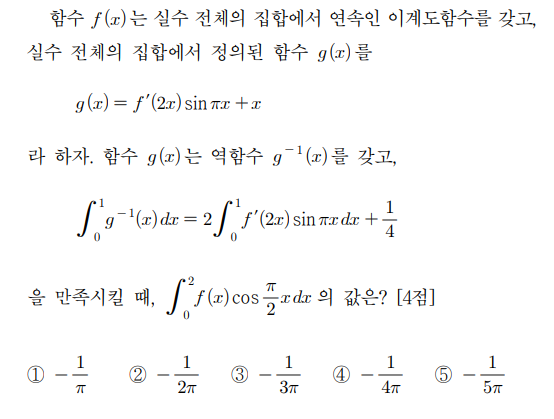 함수 f(x)는 실수 전체의 집합에서 연속인 이계도함수를 갖고,
실수 전체의 집합에서 정의된 함수 g(x)를
g(x) = f′(2x) sin πx + x
라 하자. 함수 g(x)는 역함수 g⁻¹(x)를 갖고,
∫₀¹ g⁻¹(x) dx = 2∫₀¹ f′(2x) sin πx dx + 1/4
을 만족시킬 때, ∫₀² f(x) cos π/2 x dx 의 값은? [4점]
① −1/π ② −1/2π ③ −1/3π ④ −1/4π ⑤ −1/5π